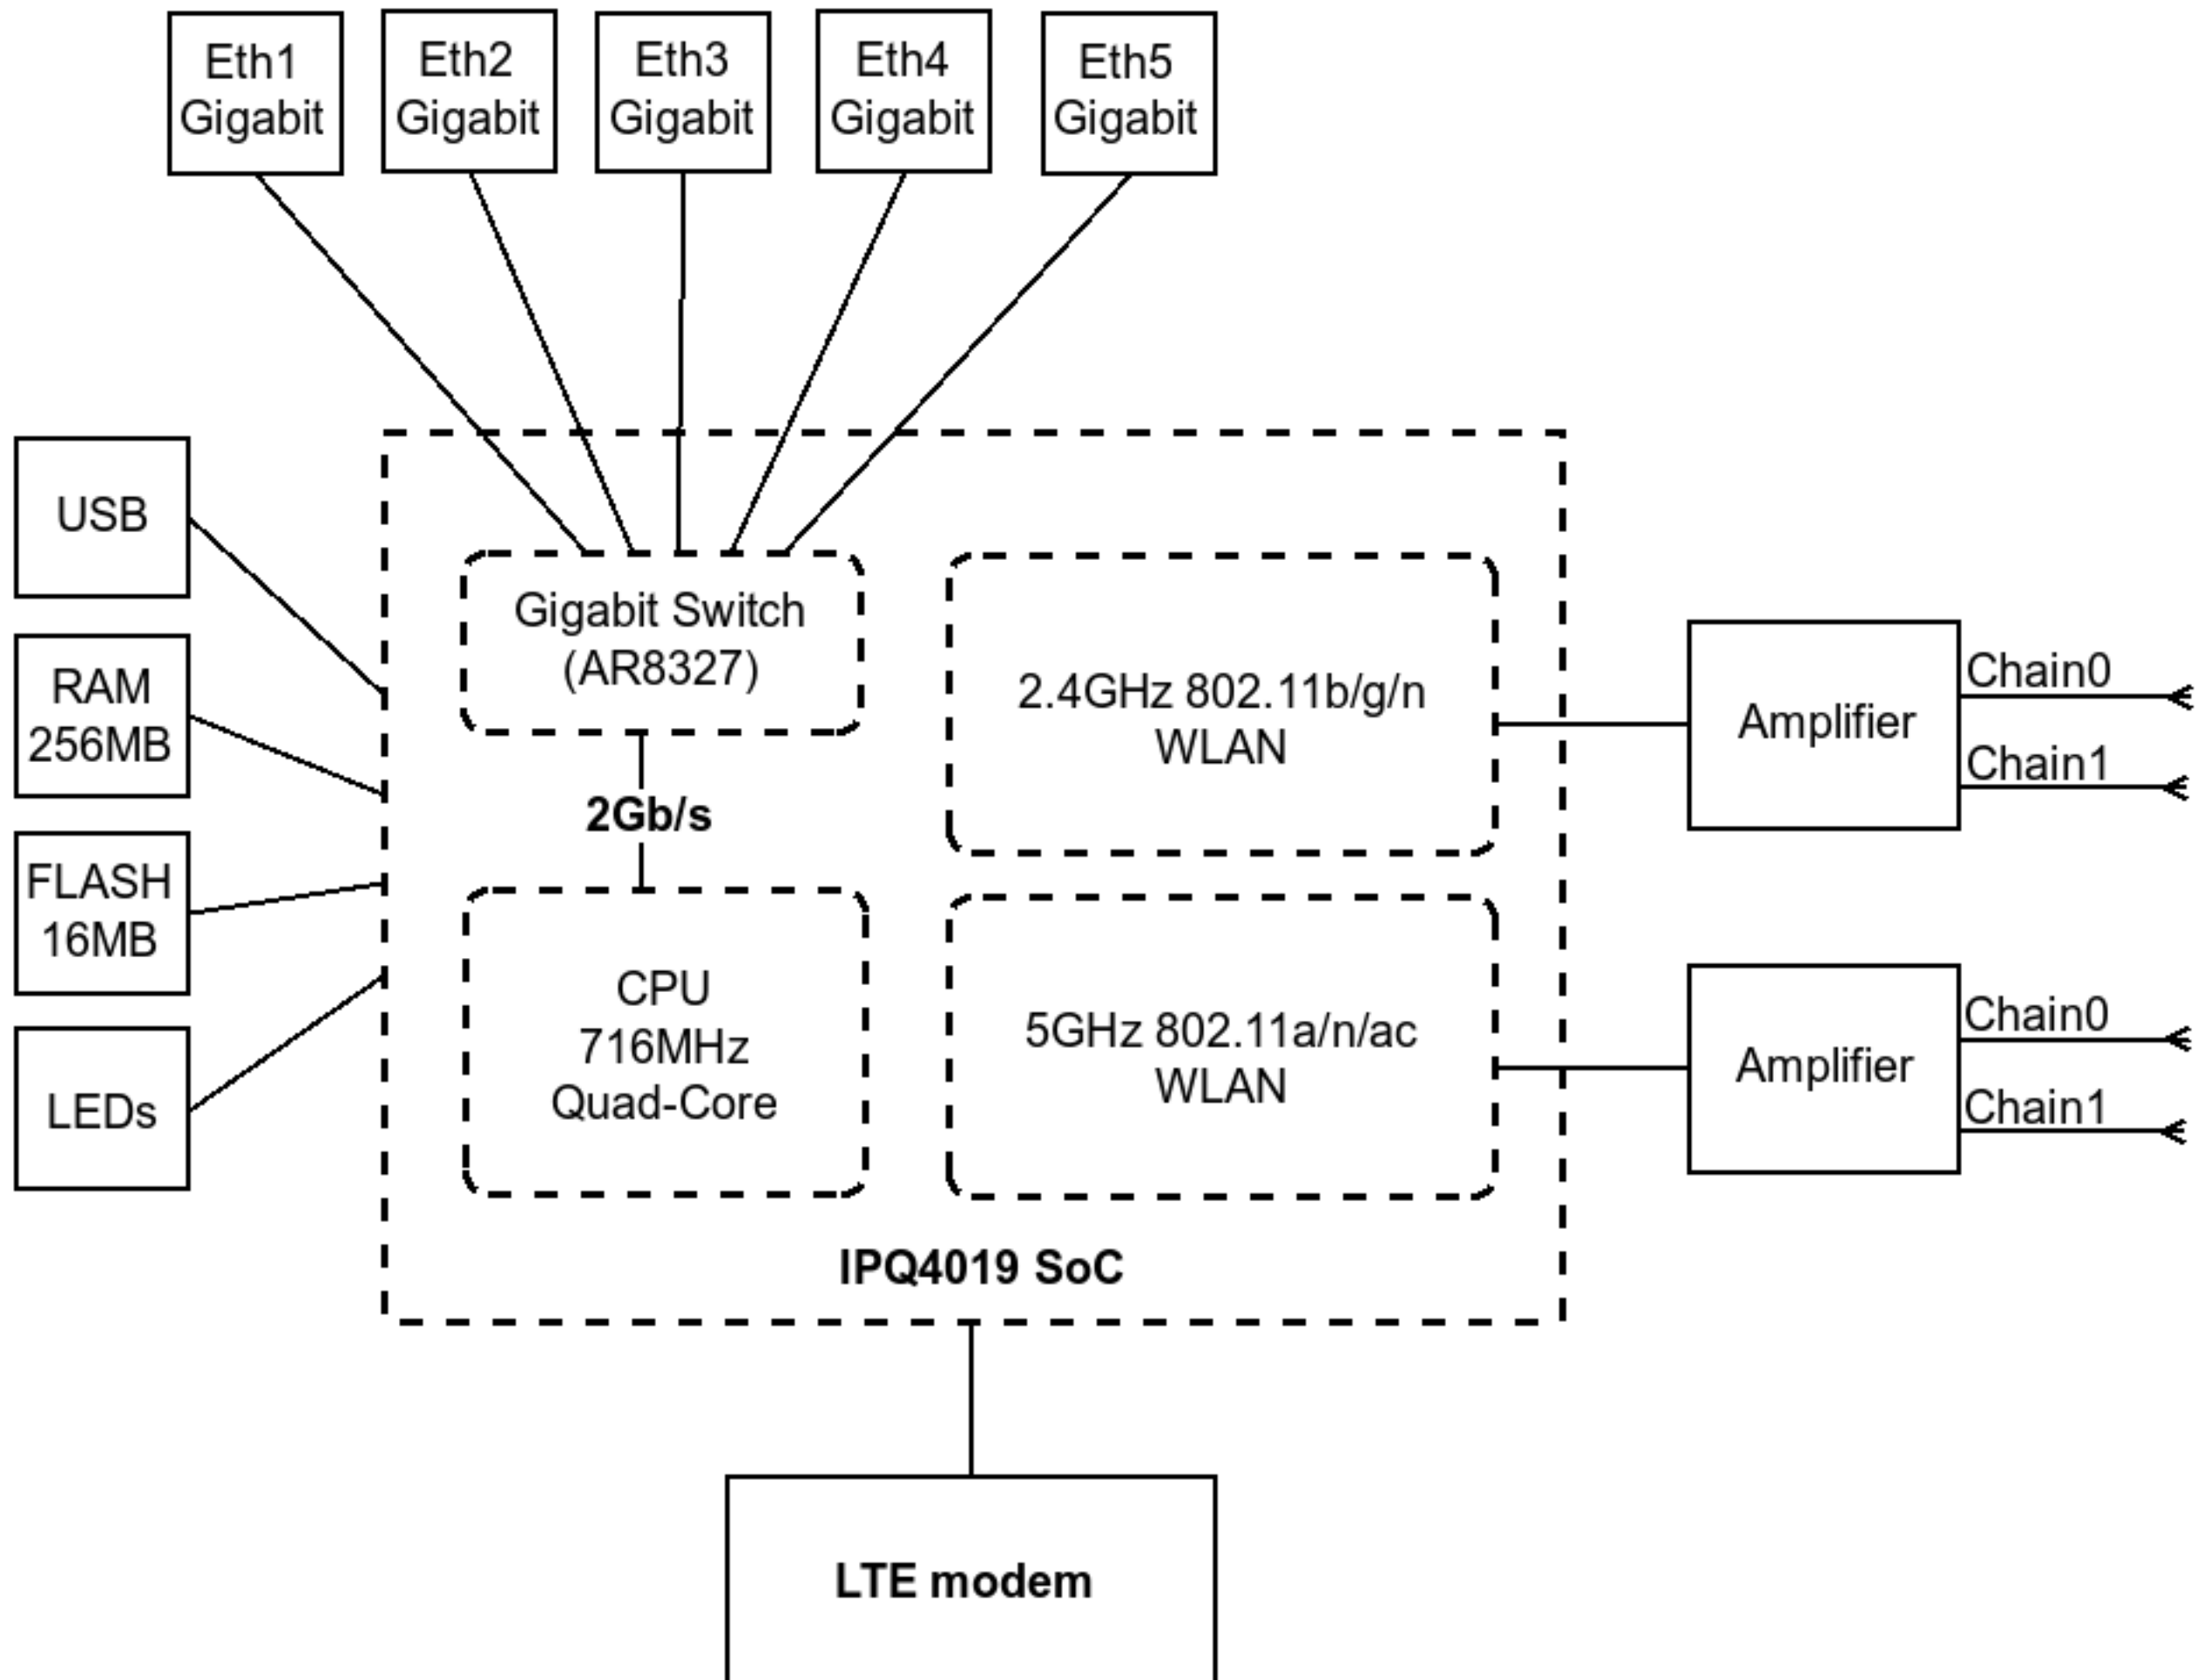 Eth1
Gigabit
Eth2
Gigabit
Eth3
Gigabit
Eth4
Gigabit
Eth5
Gigabit
USB
RAM
256MB
FLASH
16MB
LEDs
Gigabit Switch
(AR8327)
2Gb/s
CPU
716MHz
Quad-Core
2.4GHz 802.11b/g/n
WLAN
5GHz 802.11a/n/ac
WLAN
IPQ4019 SoC
Amplifier
Chain0
Chain1
Amplifier
Chain0
Chain1
LTE modem